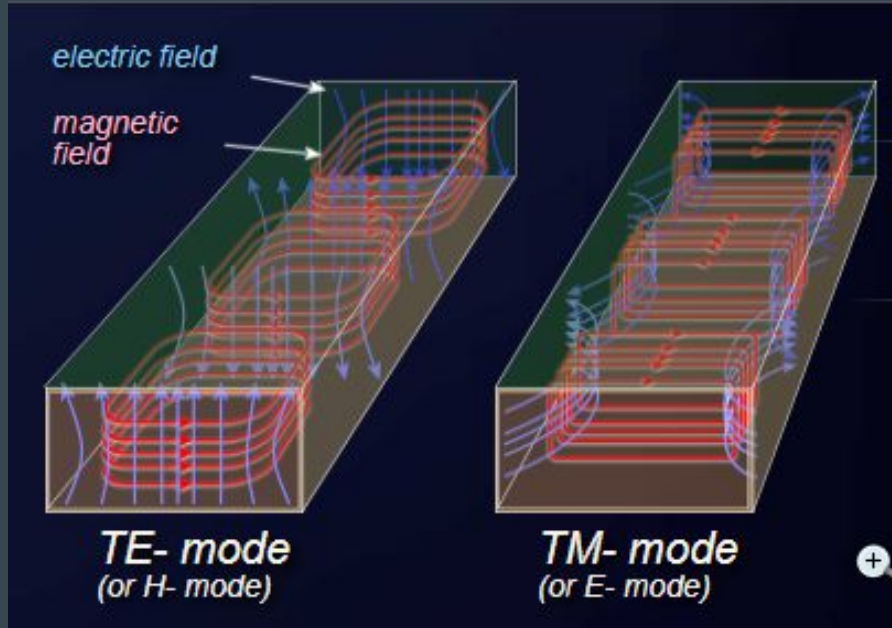 electric field
magnetic
field
TE- mode
(or H- mode)
TM- mode
(or E- mode)